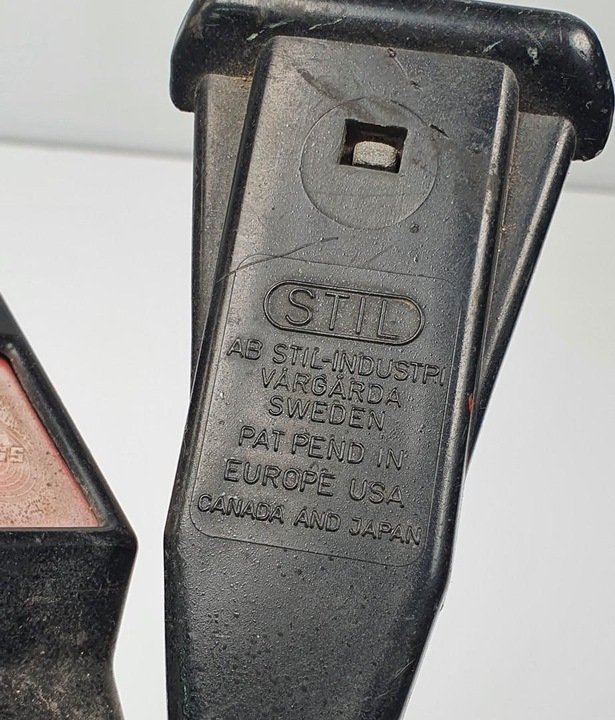 STIL
AB STIL-INDUSTRI
VÅRGÅRDA
SWEDEN
PAT PEND IN
EUROPE USA
CANADA AND JAPAN